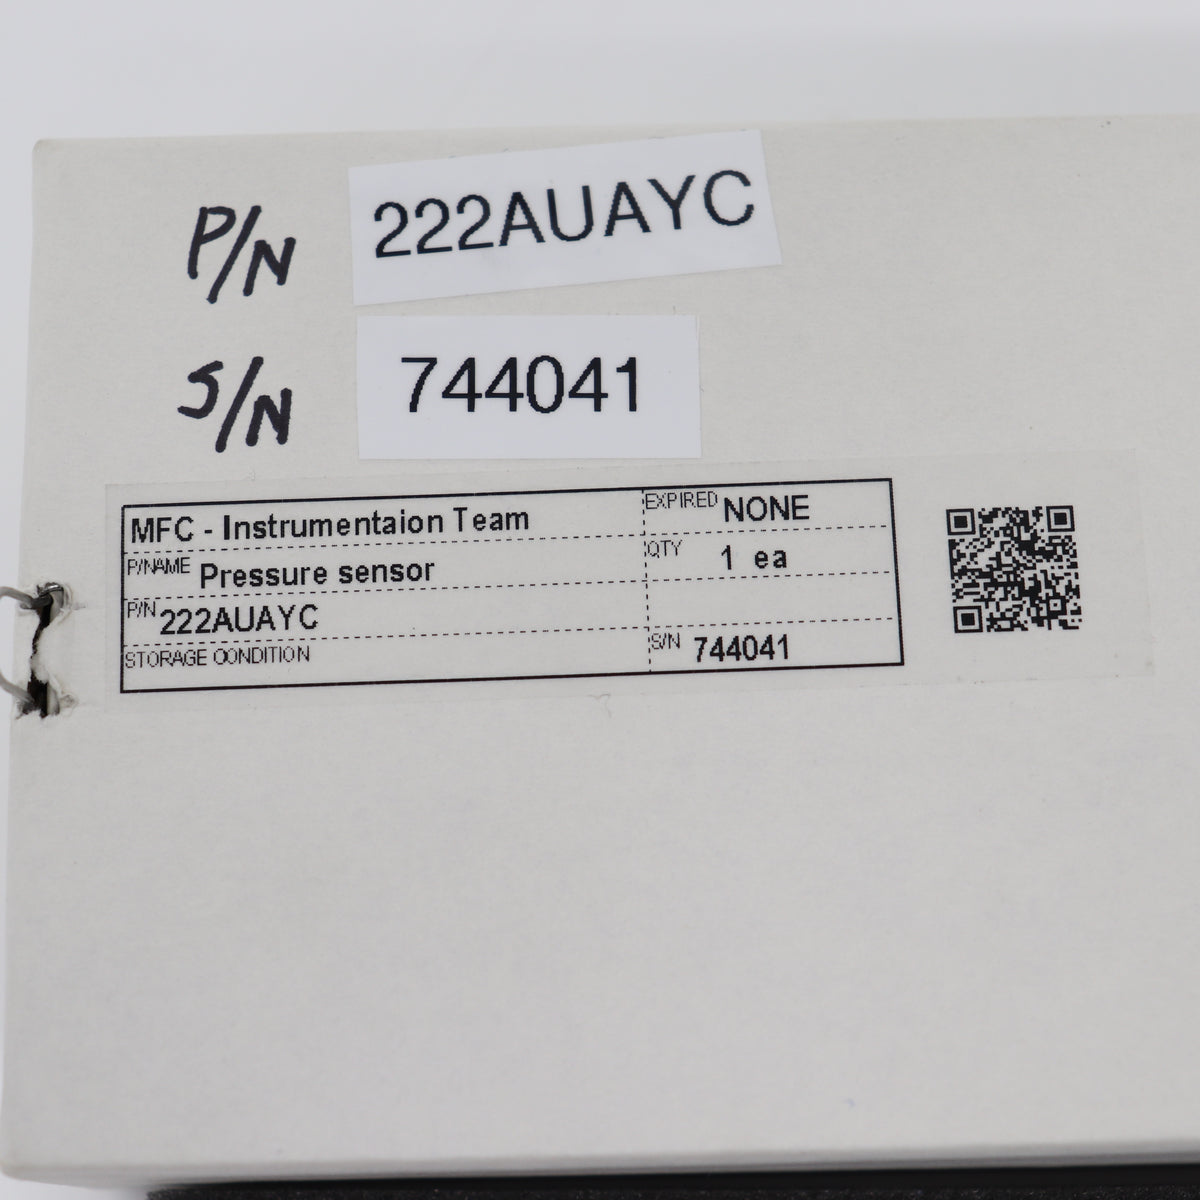 P/N 222AUAYC
S/N 744041
MFC - Instrumentaion Team EXPIRED NONE
P/NAME Pressure sensor QTY 1 ea
P/N 222AUAYC
STORAGE CONDITION S/N 744041